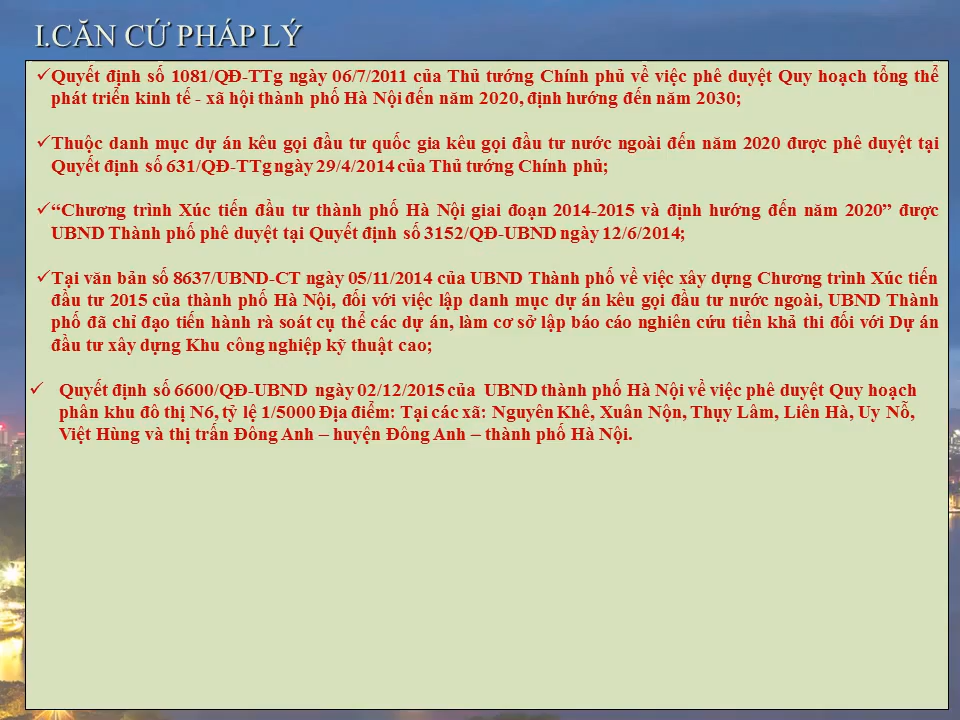 I.CĂN CỨ PHÁP LÝ
✓Quyết định số 1081/QĐ-TTg ngày 06/7/2011 của Thủ tướng Chính phủ về việc phê duyệt Quy hoạch tổng thể
phát triển kinh tế - xã hội thành phố Hà Nội đến năm 2020, định hướng đến năm 2030;
✓Thuộc danh mục dự án kêu gọi đầu tư quốc gia kêu gọi đầu tư nước ngoài đến năm 2020 được phê duyệt tại
Quyết định số 631/QĐ-TTg ngày 29/4/2014 của Thủ tướng Chính phủ;
✓“Chương trình Xúc tiến đầu tư thành phố Hà Nội giai đoạn 2014-2015 và định hướng đến năm 2020” được
UBND Thành phố phê duyệt tại Quyết định số 3152/QĐ-UBND ngày 12/6/2014;
✓Tại văn bản số 8637/UBND-CT ngày 05/11/2014 của UBND Thành phố về việc xây dựng Chương trình Xúc tiến
đầu tư 2015 của thành phố Hà Nội, đối với việc lập danh mục dự án kêu gọi đầu tư nước ngoài, UBND Thành
phố đã chỉ đạo tiến hành rà soát cụ thể các dự án, làm cơ sở lập báo cáo nghiên cứu tiền khả thi đối với Dự án
đầu tư xây dựng Khu công nghiệp kỹ thuật cao;
✓ Quyết định số 6600/QĐ-UBND ngày 02/12/2015 của UBND thành phố Hà Nội về việc phê duyệt Quy hoạch
phân khu đô thị N6, tỷ lệ 1/5000 Địa điểm: Tại các xã: Nguyên Khê, Xuân Nộn, Thụy Lâm, Liên Hà, Uy Nỗ,
Việt Hùng và thị trấn Đông Anh – huyện Đông Anh – thành phố Hà Nội.